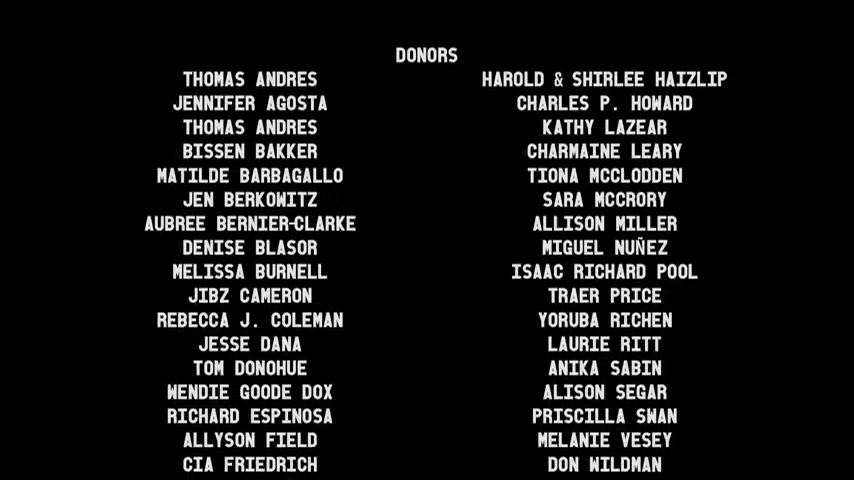 DONORS
THOMAS ANDRES
JENNIFER AGOSTA
THOMAS ANDRES
BISSEN BAKKER
MATILDE BARBAGALLO
JEN BERKOWITZ
AUBREE BERNIER-CLARKE
DENISE BLASOR
MELISSA BURNELL
JIBZ CAMERON
REBECCA J. COLEMAN
JESSE DANA
TOM DONOHUE
WENDIE GOODE DOX
RICHARD ESPINOSA
ALLYSON FIELD
CIA FRIEDRICH
HAROLD & SHIRLEE HAIZLIP
CHARLES P. HOWARD
KATHY LAZEAR
CHARMAINE LEARY
TIONA MCCLODDEN
SARA MCCRORY
ALLISON MILLER
MIGUEL NUÑEZ
ISAAC RICHARD POOL
TRAER PRICE
YORUBA RICHEN
LAURIE RITT
ANIKA SABIN
ALISON SEGAR
PRISCILLA SWAN
MELANIE VESEY
DON WILDMAN